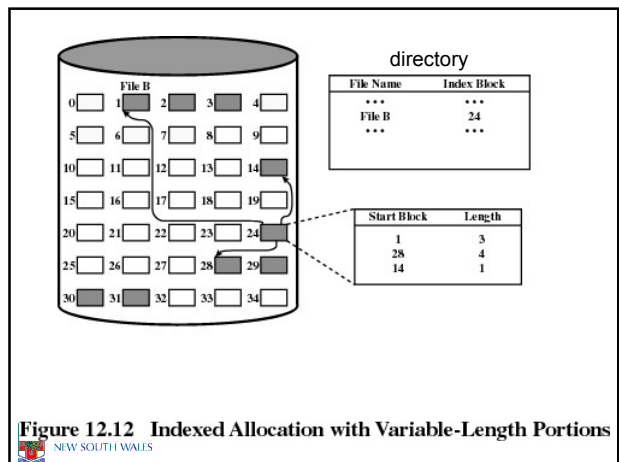 directory
File Name Index Block
••• •••
File B 24
••• •••
File B
0 1 2 3 4
5 6 7 8 9
10 11 12 13 14
15 16 17 18 19
20 21 22 23 24
25 26 27 28 29
30 31 32 33 34
Start Block Length
1 3
28 4
14 1
Figure 12.12 Indexed Allocation with Variable-Length Portions
NEW SOUTH WALES